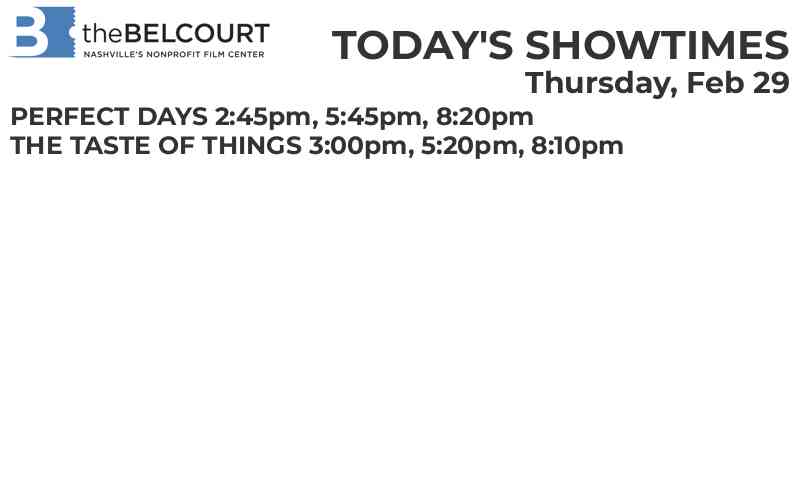 B theBELCOURT
NASHVILLE'S NONPROFIT FILM CENTER
TODAY'S SHOWTIMES
Thursday, Feb 29
PERFECT DAYS 2:45pm, 5:45pm, 8:20pm
THE TASTE OF THINGS 3:00pm, 5:20pm, 8:10pm